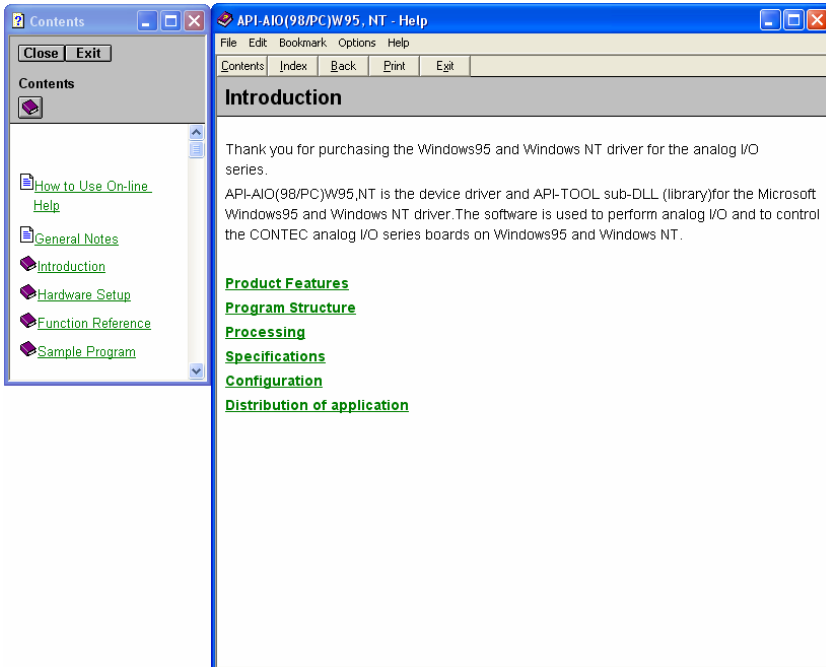 Contents
Close Exit
Contents
How to Use On-line
Help
General Notes
Introduction
Hardware Setup
Function Reference
Sample Program
API-AIO(98/PC)W95, NT - Help
File Edit Bookmark Options Help
Contents Index Back Print Exit
Introduction
Thank you for purchasing the Windows95 and Windows NT driver for the analog I/O
series.
API-AIO(98/PC)W95,NT is the device driver and API-TOOL sub-DLL (library)for the Microsoft
Windows95 and Windows NT driver.The software is used to perform analog I/O and to control
the CONTEC analog I/O series boards on Windows95 and Windows NT.
Product Features
Program Structure
Processing
Specifications
Configuration
Distribution of application